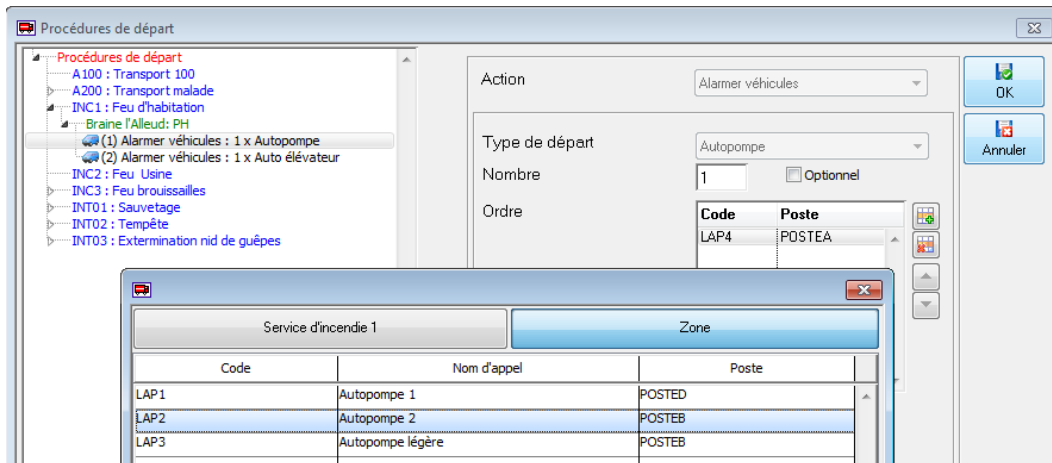 Procédures de départ
Procédures de départ
A100 : Transport 100
A200 : Transport malade
INC1 : Feu d'habitation
Braine l'Alleud: PH
(1) Alarmer véhicules : 1 x Autopompe
(2) Alarmer véhicules : 1 x Auto élévateur
INC2 : Feu Usine
INC3 : Feu brouissailles
INT01 : Sauvetage
INT02 : Tempête
INT03 : Extermination nid de guêpes
Action
Alarmer véhicules
Type de départ
Autopompe
Nombre
1
Optionnel
Ordre
Code Poste
LAP4 POSTEA
OK
Annuler
Service d'incendie 1
Zone
Code Nom d'appel Poste
LAP1 Autopompe 1 POSTED
LAP2 Autopompe 2 POSTEB
LAP3 Autopompe légère POSTEB